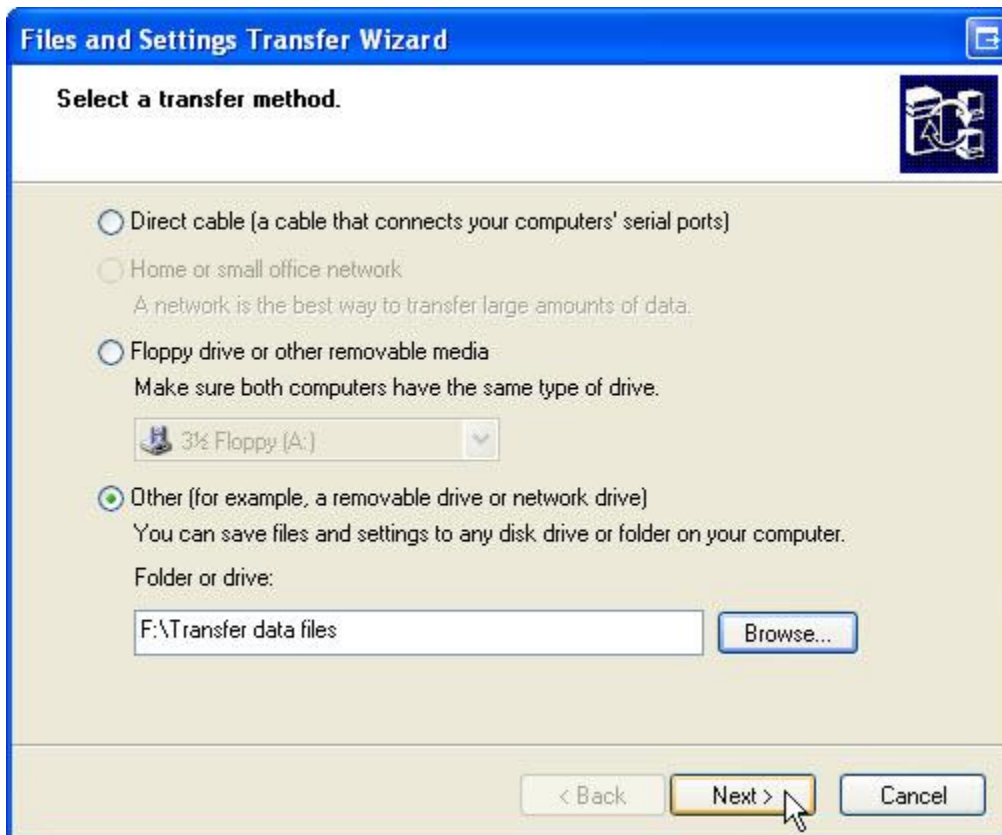 Files and Settings Transfer Wizard
Select a transfer method.
Direct cable (a cable that connects your computers' serial ports)
Home or small office network
A network is the best way to transfer large amounts of data.
Floppy drive or other removable media
Make sure both computers have the same type of drive.
3½ Floppy (A:)
Other (for example, a removable drive or network drive)
You can save files and settings to any disk drive or folder on your computer.
Folder or drive:
F:\Transfer data files
Browse...
< Back
Next >
Cancel